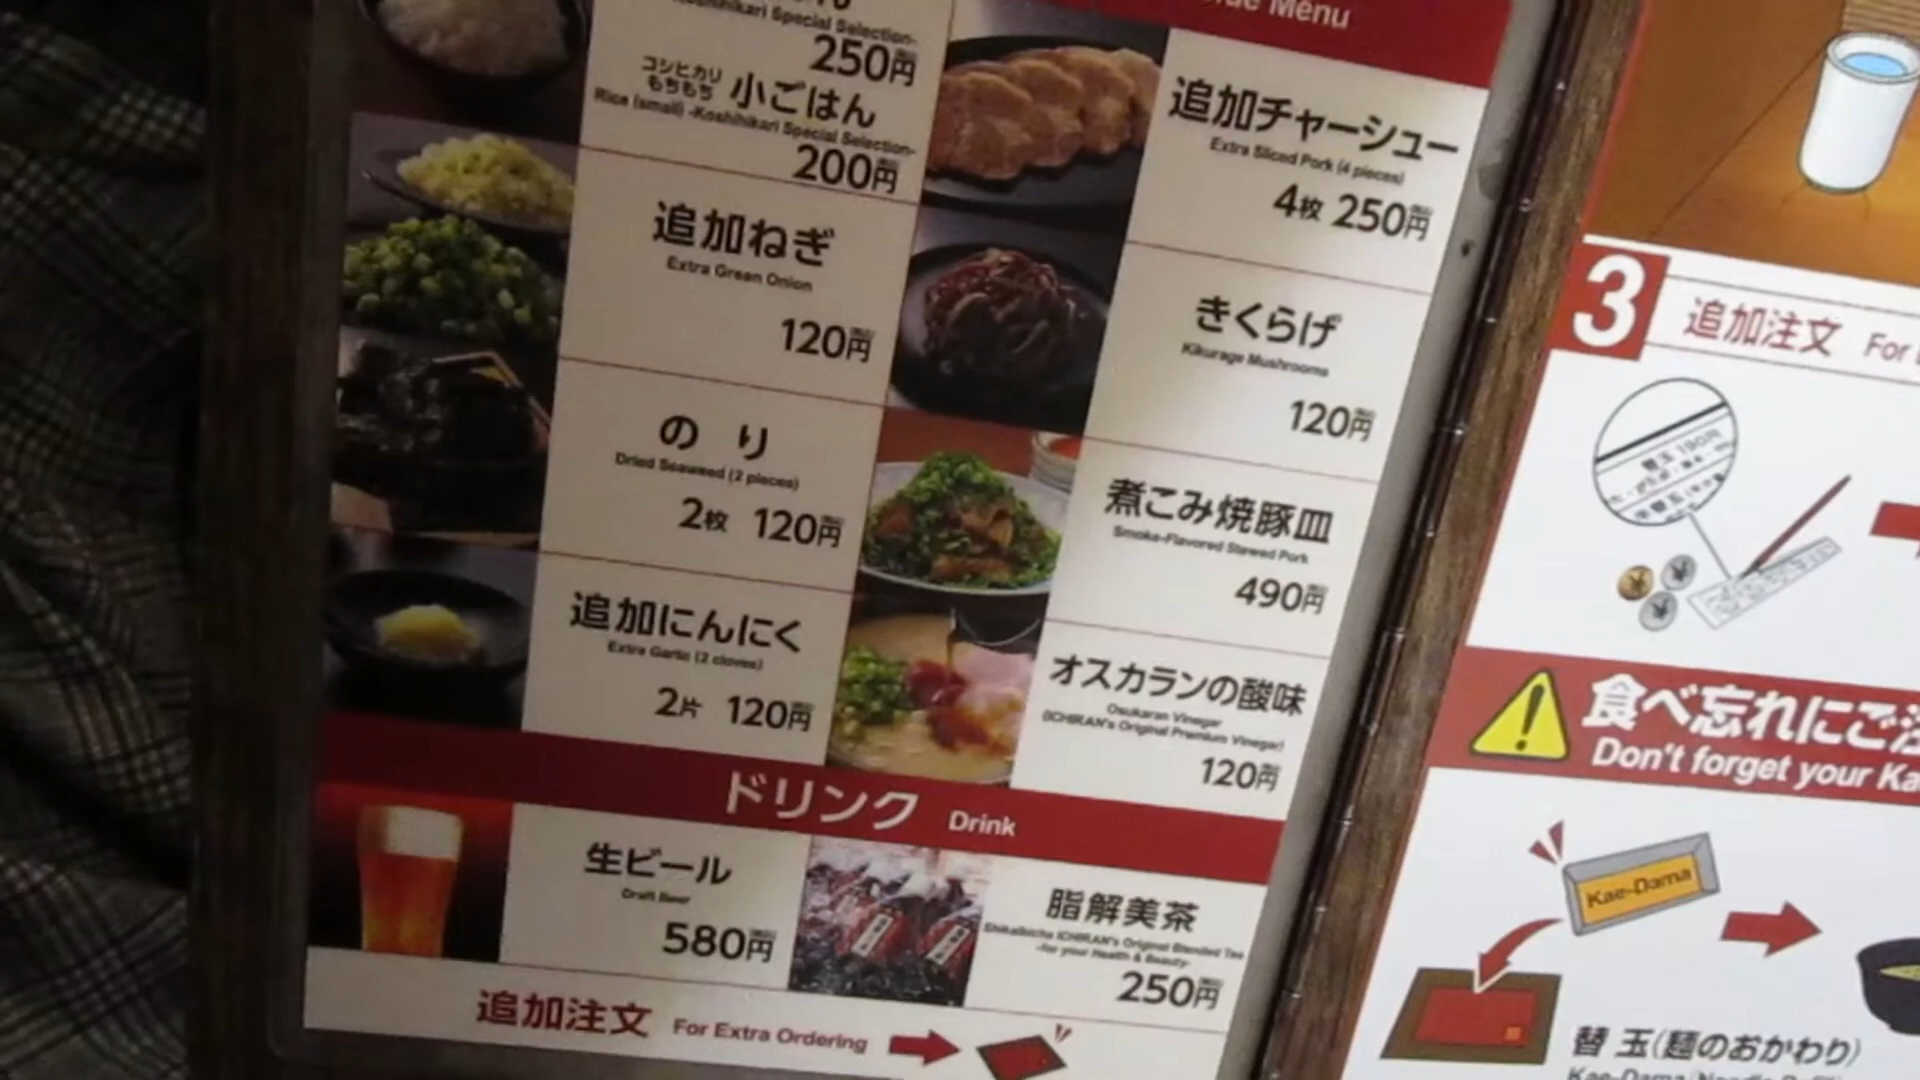 Koshihikari Special Selection-
250円
コシヒカリ
もちもち 小ごはん
Rice (small) -Koshihikari Special Selection-
200円
追加ねぎ
Extra Green Onion
120円
のり
Dried Seaweed (2 pieces)
2枚 120円
追加にんにく
Extra Garlic (2 cloves)
2片 120円
Menu
追加チャーシュー
Extra Sliced Pork (4 pieces)
4枚 250円
きくらげ
Kikurage Mushrooms
120円
煮こみ焼豚皿
Smoke-Flavored Stewed Pork
490円
オスカランの酸味
Osukaran Vinegar
(ICHIRAN's Original Premium Vinegar)
120円
ドリンク Drink
生ビール
Draft Beer
580円
脂解美茶
Shikaibicha ICHIRAN's Original Blended Tea
-for your Health & Beauty-
250円
追加注文 For Extra Ordering
3 追加注文 For
替玉 190円
食べ忘れにご注
Don't forget your Ka
Kae-Dama
替玉(麺のおかわり)